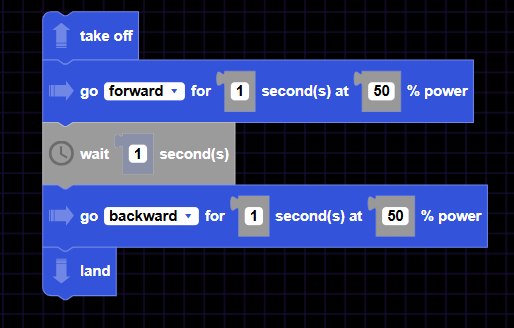 take off
go forward for 1 second(s) at 50 % power
wait 1 second(s)
go backward for 1 second(s) at 50 % power
land